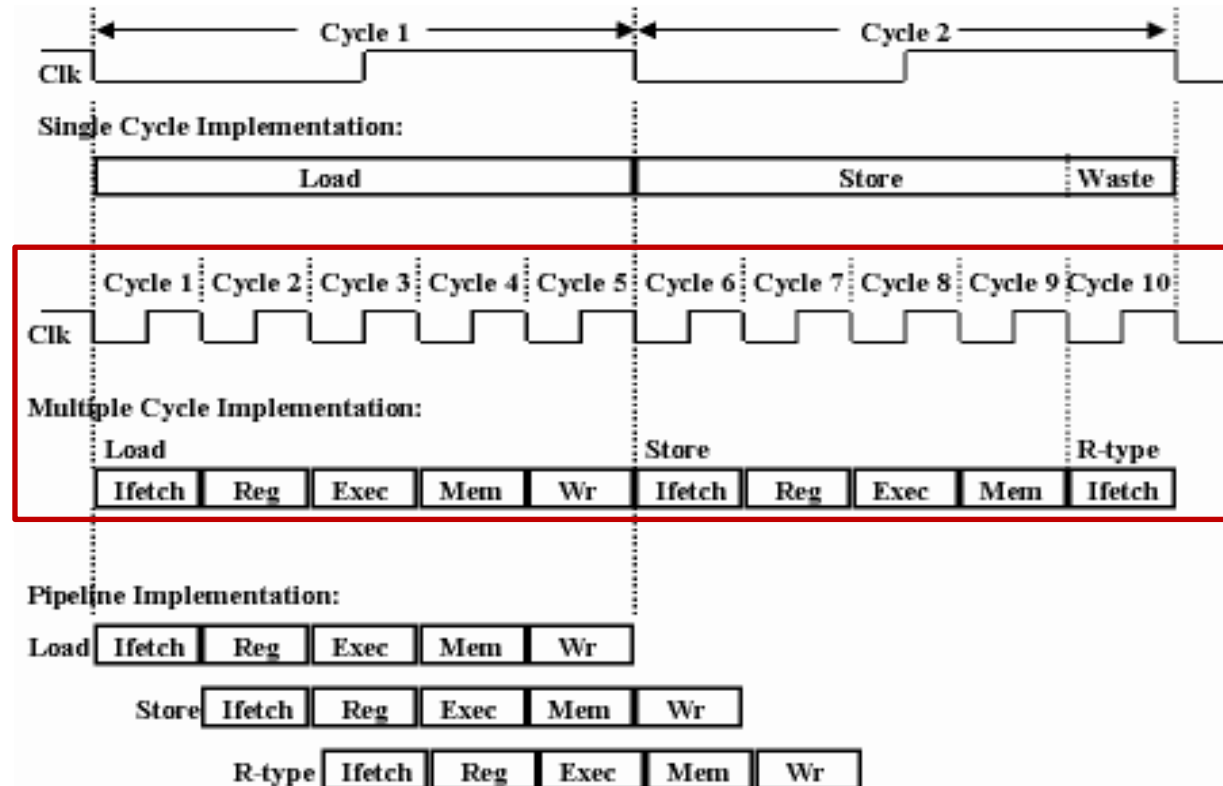 Cycle 1 Cycle 2
Clk
Single Cycle Implementation:
Load Store Waste
Cycle 1 Cycle 2 Cycle 3 Cycle 4 Cycle 5 Cycle 6 Cycle 7 Cycle 8 Cycle 9 Cycle 10
Clk
Multiple Cycle Implementation:
Load Store R-type
Ifetch Reg Exec Mem Wr Ifetch Reg Exec Mem Ifetch
Pipeline Implementation:
Load Ifetch Reg Exec Mem Wr
Store Ifetch Reg Exec Mem Wr
R-type Ifetch Reg Exec Mem Wr